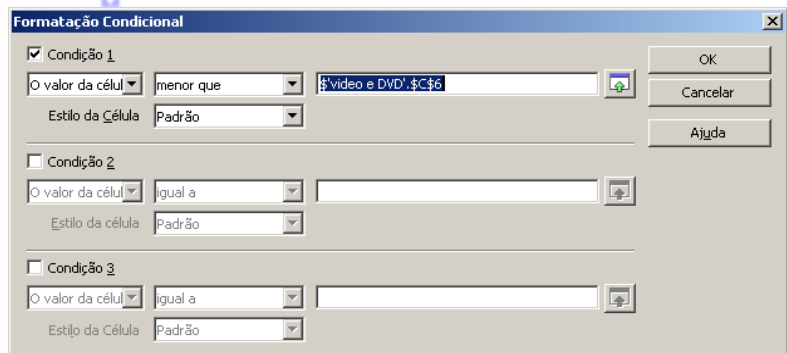 Formatação Condicional
Condição 1
OK
O valor da célul menor que $'video e DVD'.$C$6
Cancelar
Estilo da Célula Padrão
Ajuda
Condição 2
O valor da célul igual a
Estilo da célula Padrão
Condição 3
O valor da célul igual a
Estilo da Célula Padrão